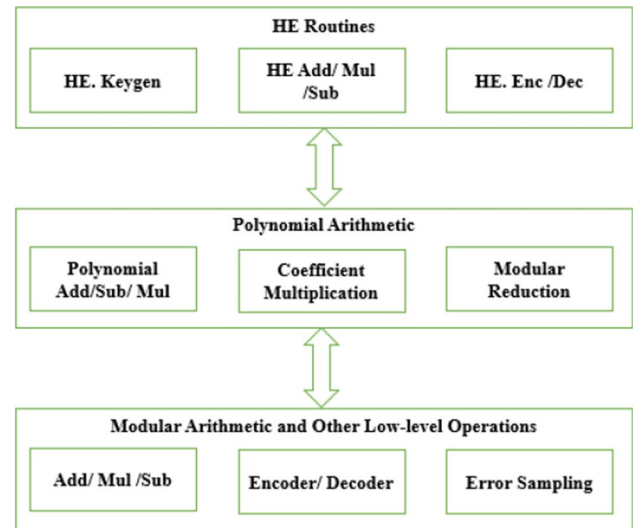 HE Routines
HE. Keygen
HE Add/ Mul
/Sub
HE. Enc /Dec
Polynomial Arithmetic
Polynomial
Add/Sub/ Mul
Coefficient
Multiplication
Modular
Reduction
Modular Arithmetic and Other Low-level Operations
Add/ Mul /Sub
Encoder/ Decoder
Error Sampling